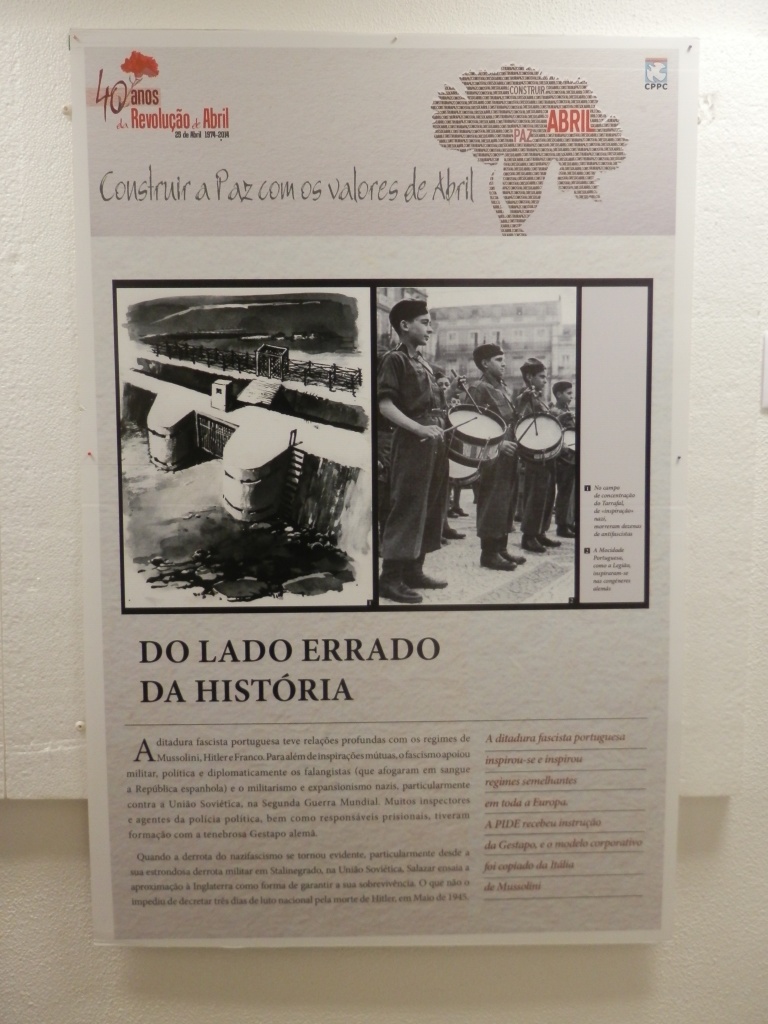 40 anos
da Revolução de Abril
25 de Abril 1974-2014
CONSTRUIR
PAZ
ABRIL
CPPC
Construir a Paz com os valores de Abril
1 No campo
de concentração
do Tarrafal,
de «inspiração»
nazi,
morreram dezenas
de antifascistas
2 A Mocidade
Portuguesa,
como a Legião,
inspiraram-se
nas congéneres
alemãs
1
2
DO LADO ERRADO
DA HISTÓRIA
A ditadura fascista portuguesa teve relações profundas com os regimes de
Mussolini, Hitler e Franco. Para além de inspirações mútuas, o fascismo apoiou
militar, política e diplomaticamente os falangistas (que afogaram em sangue
a República espanhola) e o militarismo e expansionismo nazis, particularmente
contra a União Soviética, na Segunda Guerra Mundial. Muitos inspectores
e agentes da polícia política, bem como responsáveis prisionais, tiveram
formação com a tenebrosa Gestapo alemã.
Quando a derrota do nazifascismo se tornou evidente, particularmente desde a
sua estrondosa derrota militar em Stalinegrado, na União Soviética, Salazar ensaia a
aproximação à Inglaterra como forma de garantir a sua sobrevivência. O que não o
impediu de decretar três dias de luto nacional pela morte de Hitler, em Maio de 1945.
A ditadura fascista portuguesa
inspirou-se e inspirou
regimes semelhantes
em toda a Europa.
A PIDE recebeu instrução
da Gestapo, e o modelo corporativo
foi copiado da Itália
de Mussolini